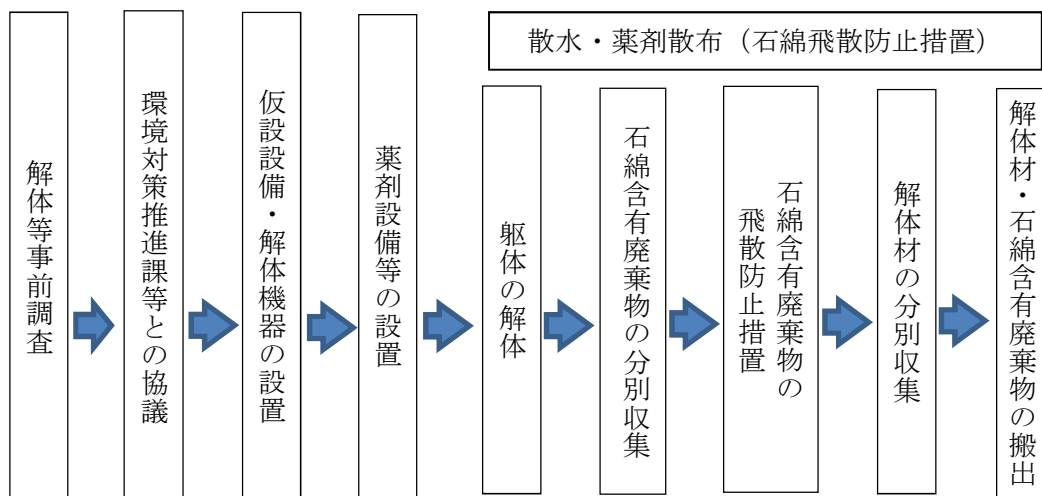 散水・薬剤散布（石綿飛散防止措置）
解体等事前調査
環境対策推進課等との協議
仮設設備・解体機器の設置
薬剤設備等の設置
躯体の解体
石綿含有廃棄物の分別収集
石綿含有廃棄物の
飛散防止措置
解体材の分別収集
解体材・石綿含有廃棄物の搬出